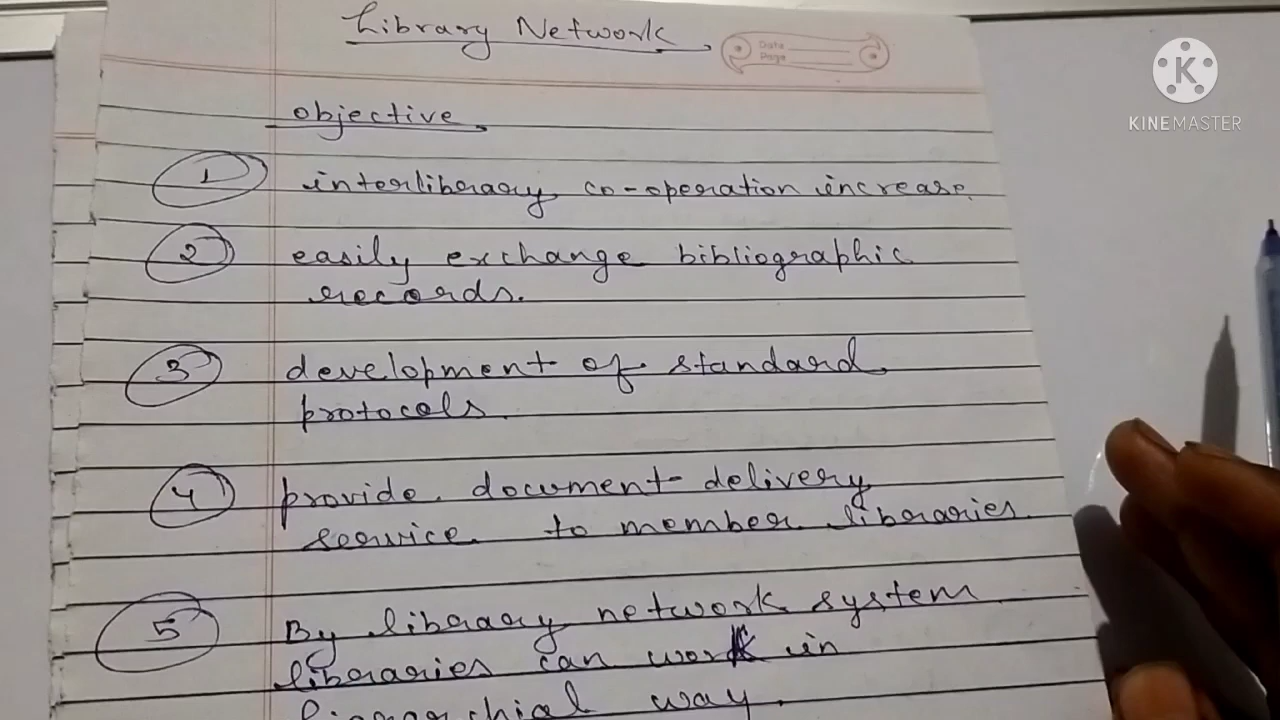 Library Network
Date
Page
KINEMASTER
objective
1 interlibrary co-operation increase.
2 easily exchange bibliographic
records.
3 development of standard
protocols.
4 provide document delivery
service to member libraries.
5 By library network system
libraries can work in
way.